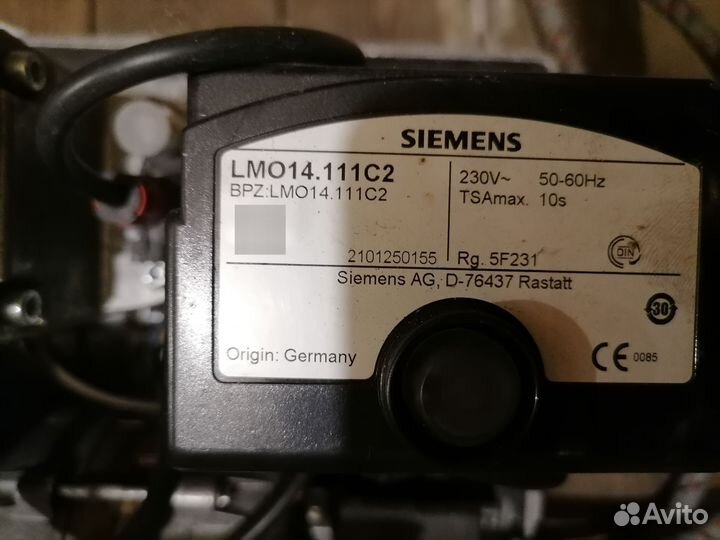 SIEMENS
LMO14.111C2
BPZ:LMO14.111C2
230V~ 50-60Hz
TSAmax. 10s
2101250155
Rg. 5F231
DIN
Siemens AG, D-76437 Rastatt
30
Origin: Germany
CE 0085
Avito